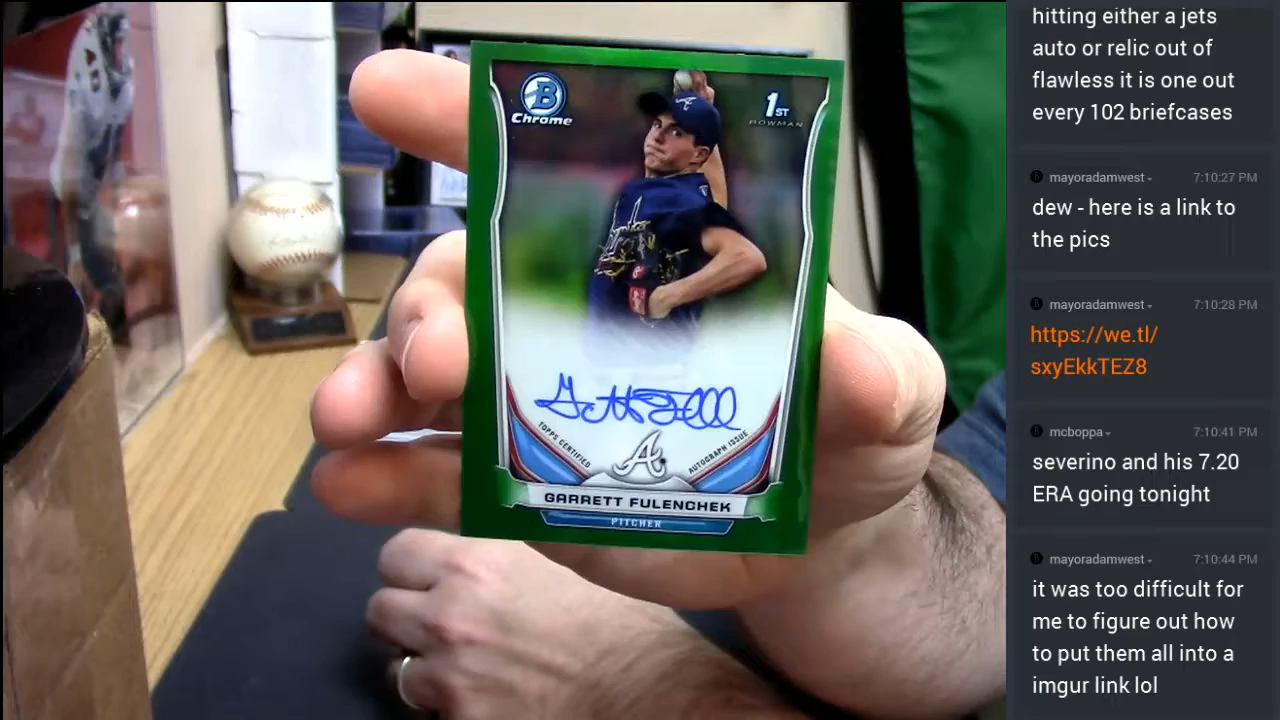 B
Chrome
1ST
BOWMAN
TOPPS CERTIFIED
AUTOGRAPH ISSUE
A
GARRETT FULENCHEK
PITCHER
hitting either a jets
auto or relic out of
flawless it is one out
every 102 briefcases
mayoradamwest 7:10:27 PM
dew - here is a link to
the pics
mayoradamwest 7:10:28 PM
https://we.tl/
sxyEkkTEZ8
mcboppa 7:10:41 PM
severino and his 7.20
ERA going tonight
mayoradamwest 7:10:44 PM
it was too difficult for
me to figure out how
to put them all into a
imgur link lol